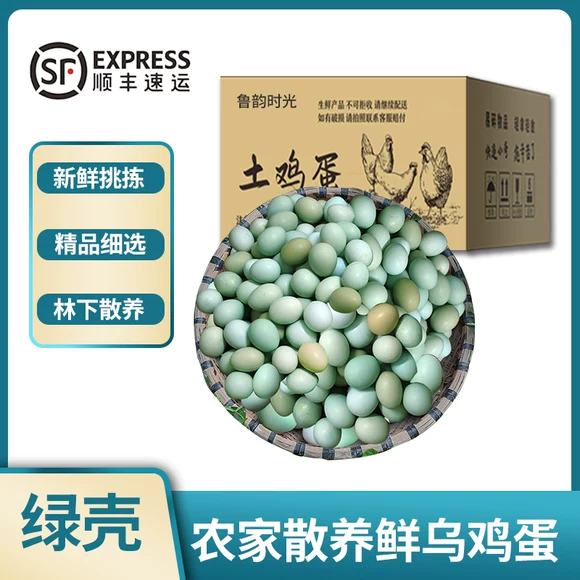 SF EXPRESS
顺丰速运
鲁韵时光
生鲜产品 不可拒收 请继续配送
如有破损 请拍照联系客服赔付
土鸡蛋
新鲜挑拣
精品细选
林下散养
绿壳
农家散养鲜乌鸡蛋